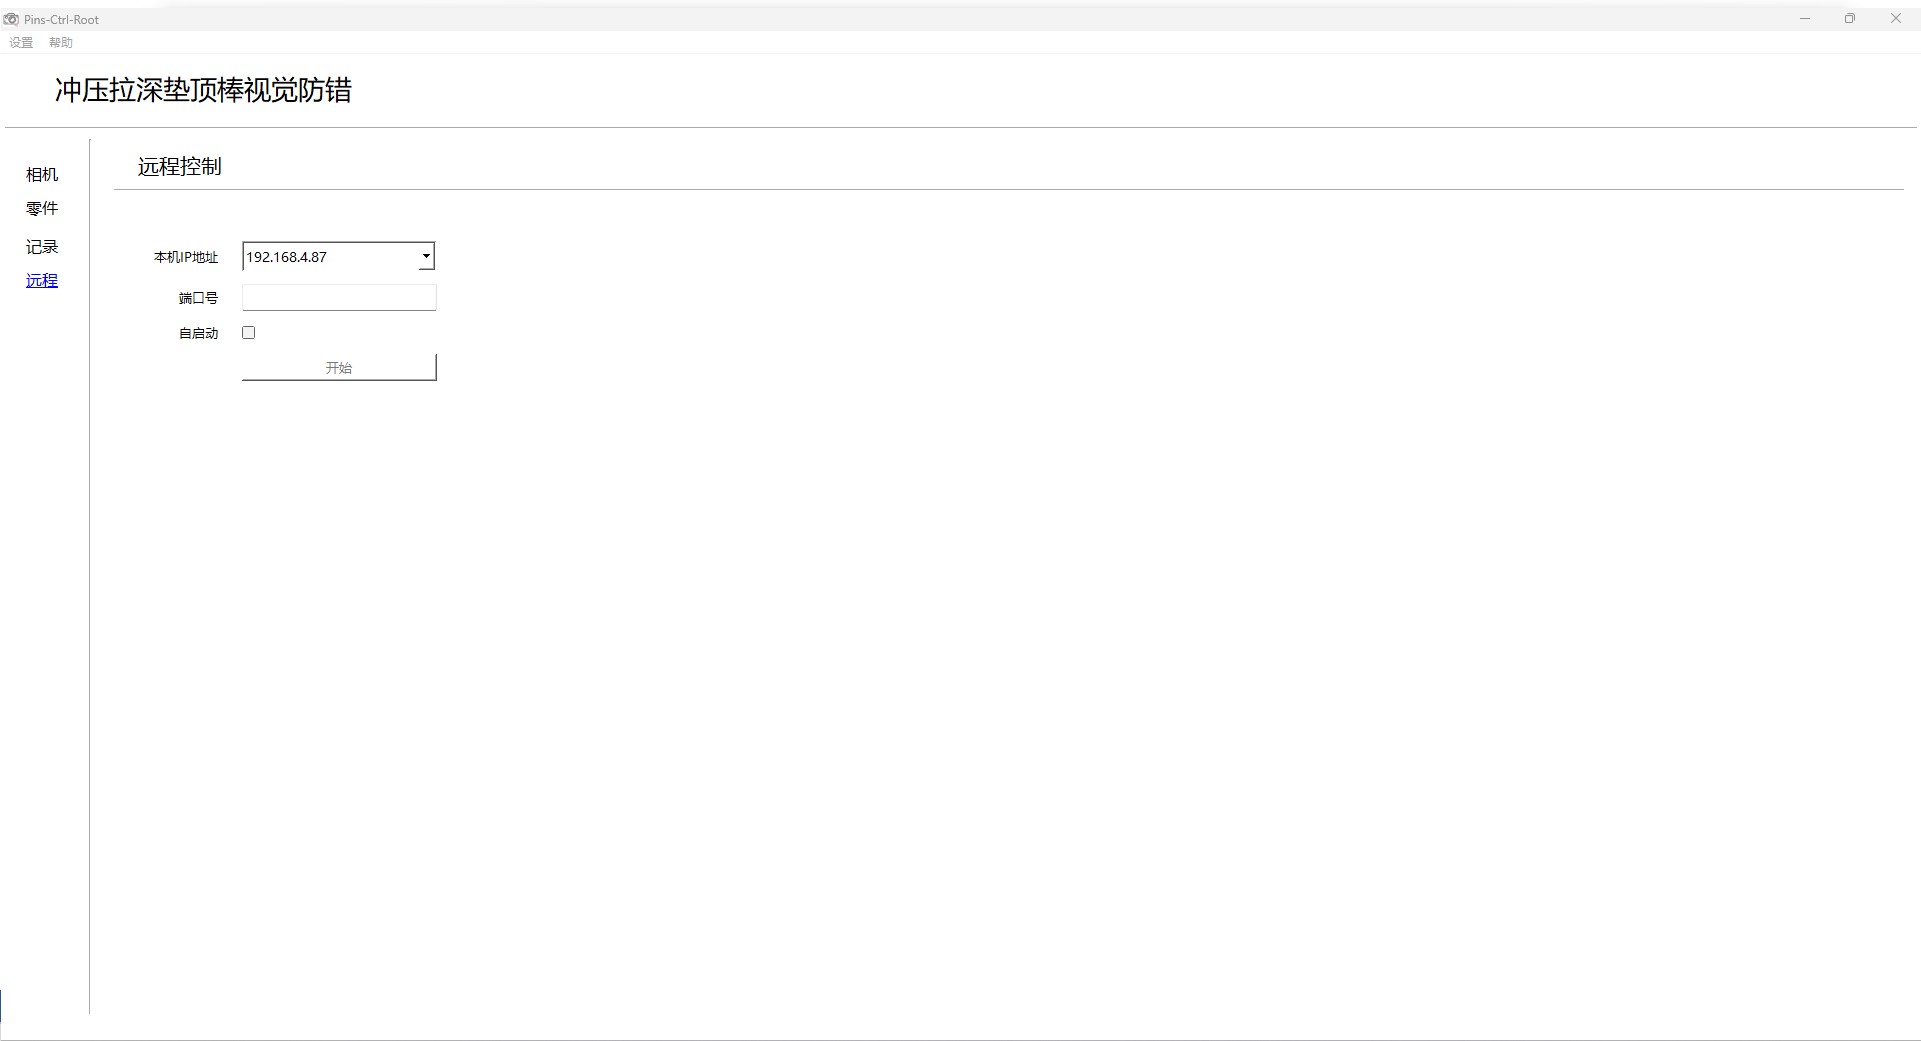 Pins-Ctrl-Root
设置 帮助
冲压拉深垫顶棒视觉防错
相机
零件
记录
远程
远程控制
本机IP地址 192.168.4.87
端口号
自启动
开始